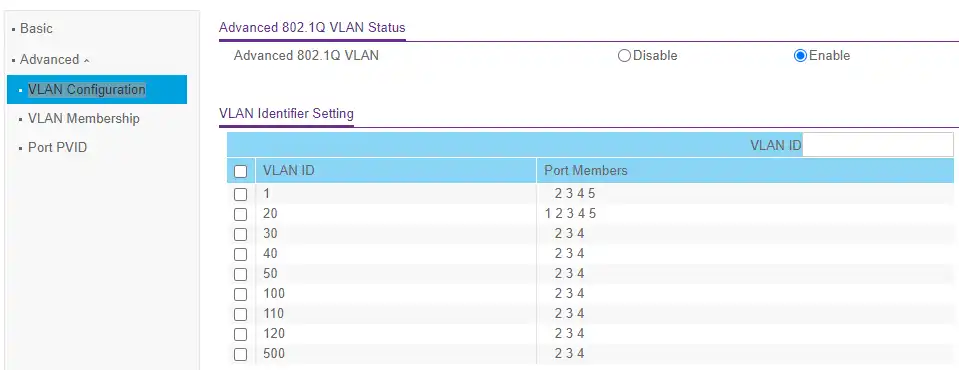 Basic
Advanced
VLAN Configuration
VLAN Membership
Port PVID
Advanced 802.1Q VLAN Status
Advanced 802.1Q VLAN Disable Enable
VLAN Identifier Setting
VLAN ID
VLAN ID Port Members
1 2 3 4 5
20 1 2 3 4 5
30 2 3 4
40 2 3 4
50 2 3 4
100 2 3 4
110 2 3 4
120 2 3 4
500 2 3 4